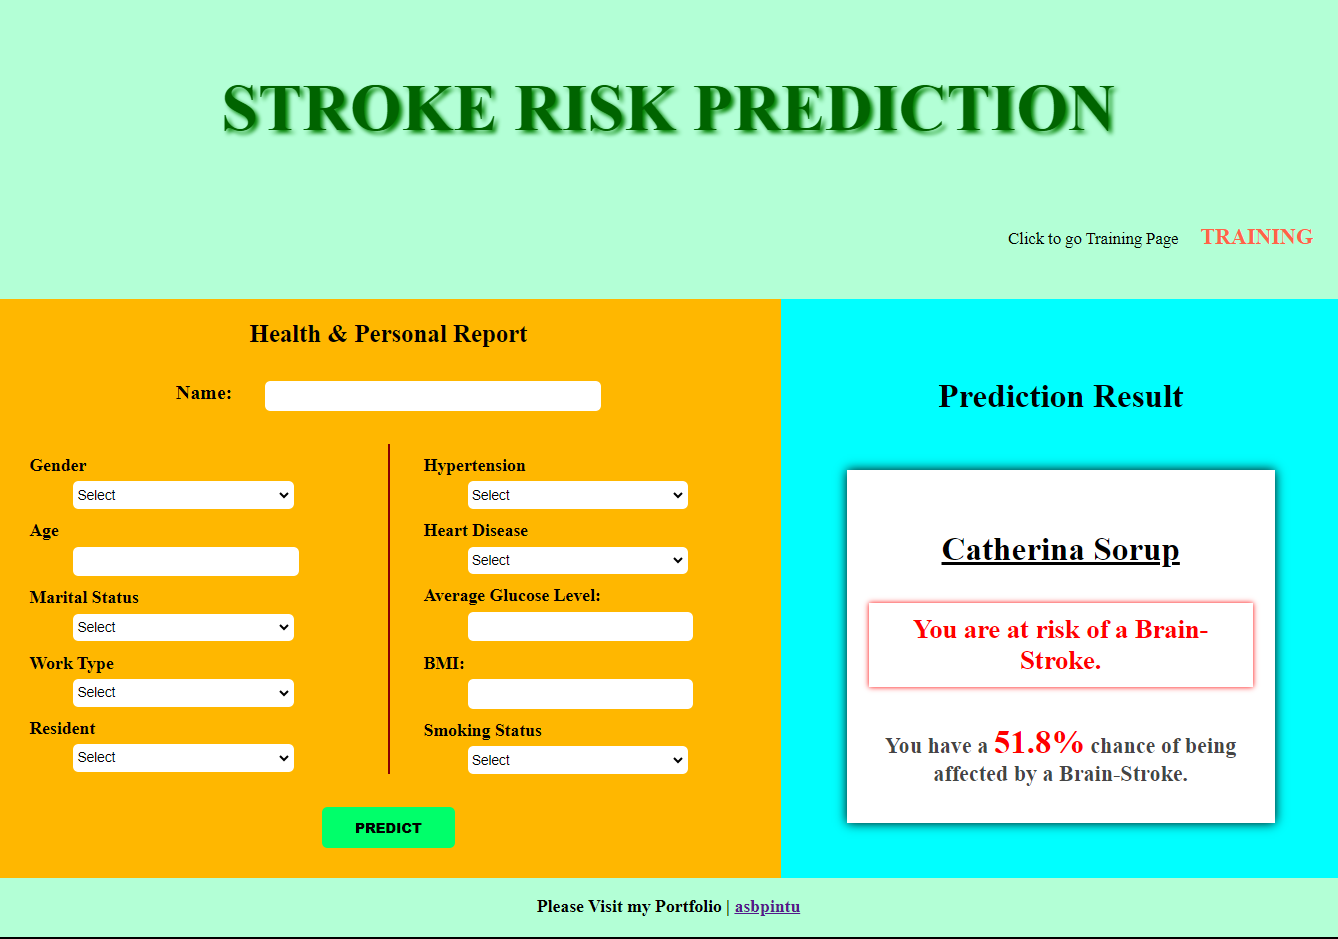 STROKE RISK PREDICTION
Click to go Training Page TRAINING
Health & Personal Report
Name:
Gender
Select
Age
Marital Status
Select
Work Type
Select
Resident
Select
Hypertension
Select
Heart Disease
Select
Average Glucose Level:
BMI:
Smoking Status
Select
PREDICT
Prediction Result
Catherina Sorup
You are at risk of a Brain-
Stroke.
You have a 51.8% chance of being
affected by a Brain-Stroke.
Please Visit my Portfolio | asbpintu